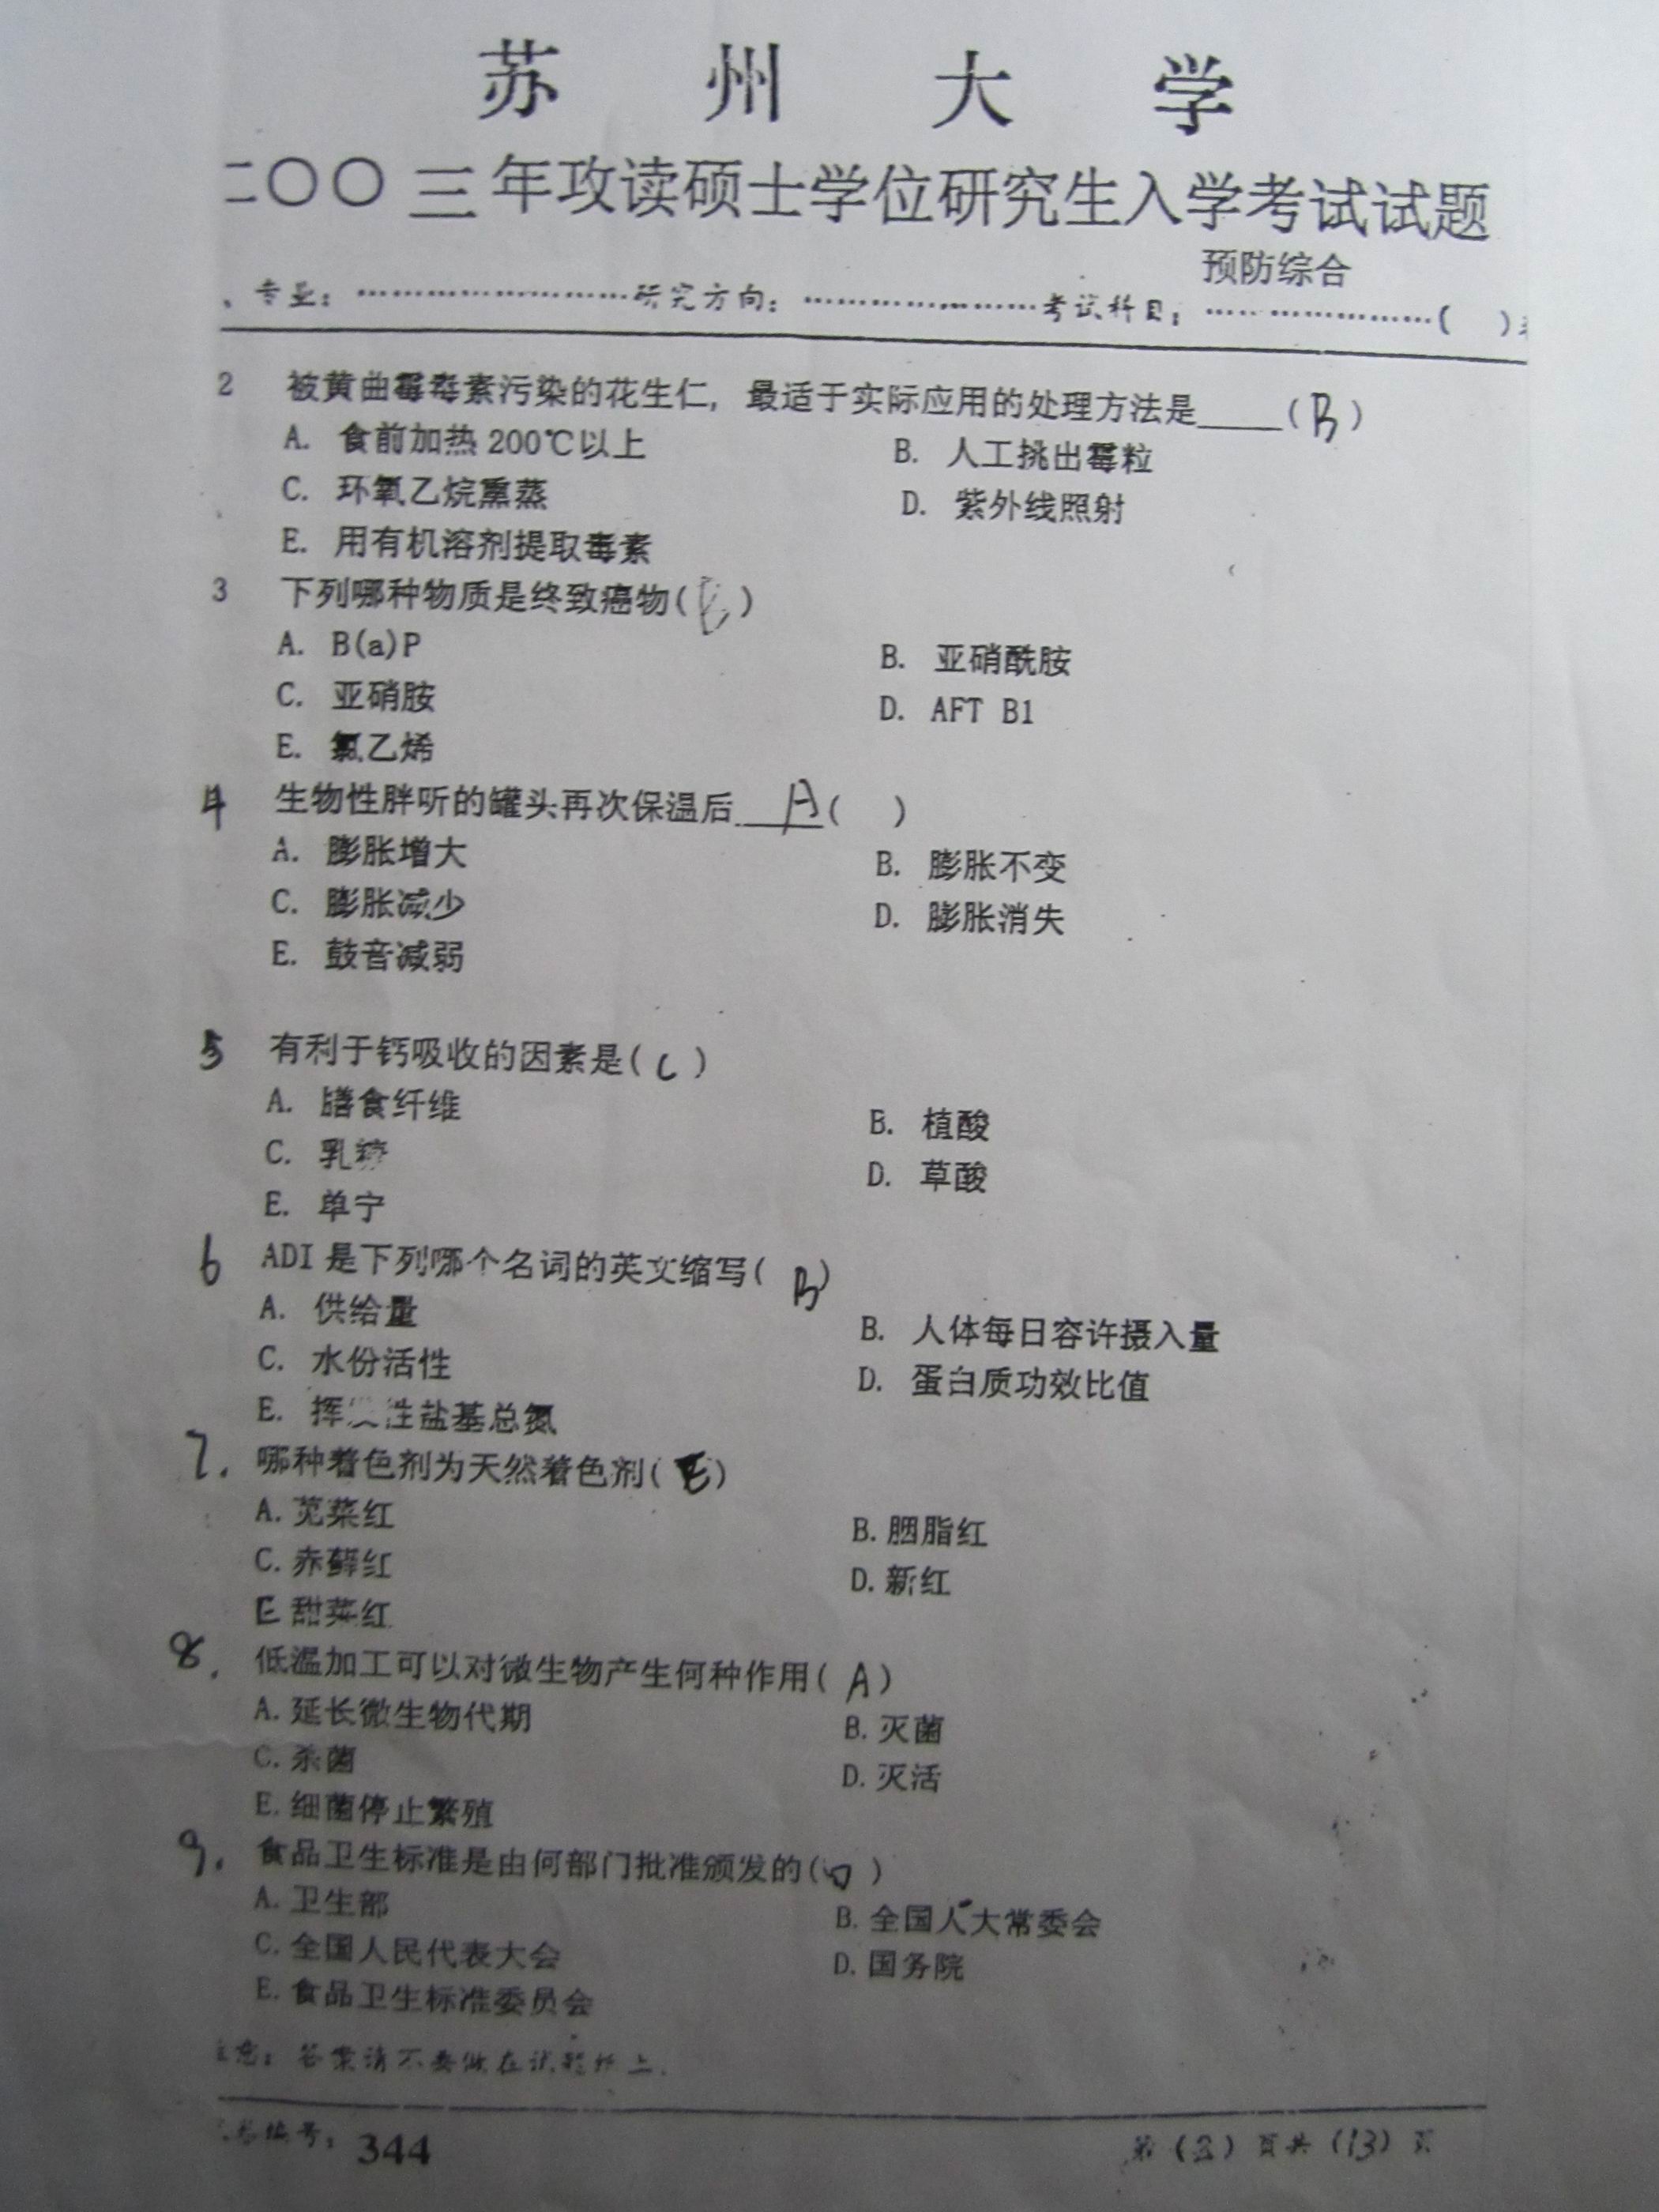 苏州大学
二〇〇三年攻读硕士学位研究生入学考试试题
预防综合
、专业：……………………研究方向：…………………考试科目：…………………( )
2 被黄曲霉毒素污染的花生仁，最适于实际应用的处理方法是____(B)
A. 食前加热 200℃以上 B. 人工挑出霉粒
C. 环氧乙烷熏蒸 D. 紫外线照射
E. 用有机溶剂提取毒素
3 下列哪种物质是终致癌物( )
A. B(a)P B. 亚硝酰胺
C. 亚硝胺 D. AFT B1
E. 氯乙烯
4 生物性胖听的罐头再次保温后__A__( )
A. 膨胀增大 B. 膨胀不变
C. 膨胀减少 D. 膨胀消失
E. 鼓音减弱
5 有利于钙吸收的因素是(C)
A. 膳食纤维 B. 植酸
C. 乳糖 D. 草酸
E. 单宁
6 ADI 是下列哪个名词的英文缩写(B)
A. 供给量 B. 人体每日容许摄入量
C. 水份活性 D. 蛋白质功效比值
E. 挥发性盐基总氮
7. 哪种着色剂为天然着色剂(E)
A. 苋菜红 B. 胭脂红
C. 赤藓红 D. 新红
E 甜菜红
8. 低温加工可以对微生物产生何种作用(A)
A. 延长微生物代期 B. 灭菌
C. 杀菌 D. 灭活
E. 细菌停止繁殖
9. 食品卫生标准是由何部门批准颁发的(D)
A. 卫生部 B. 全国人大常委会
C. 全国人民代表大会 D. 国务院
E. 食品卫生标准委员会
注意：答案请不要做在试题纸上.
编号：344 第(2)页共(13)页